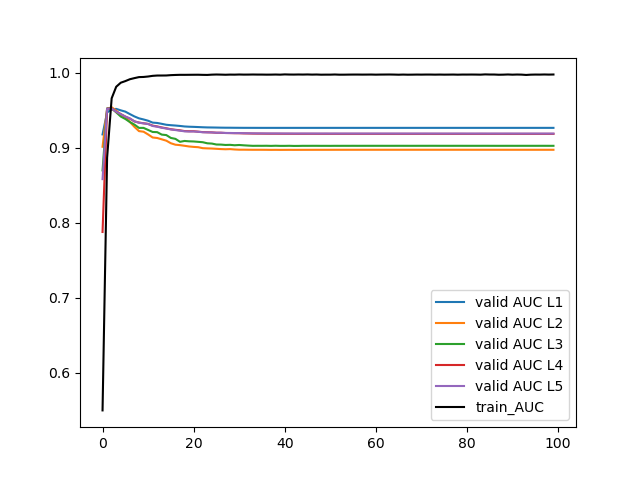 1.0
0.9
0.8
0.7
0.6
0 20 40 60 80 100
valid AUC L1
valid AUC L2
valid AUC L3
valid AUC L4
valid AUC L5
train_AUC